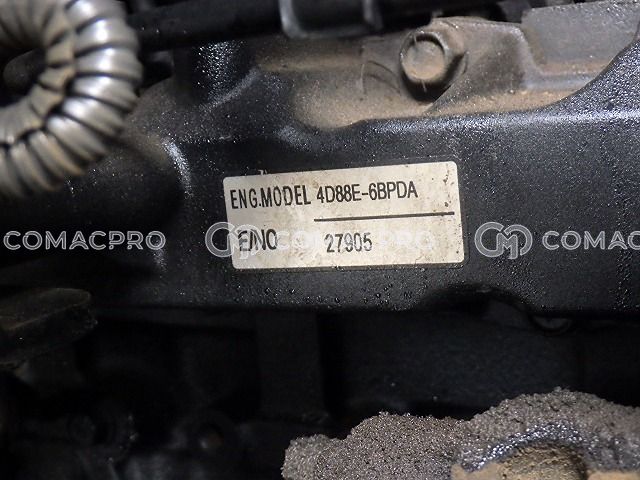 ENG.MODEL 4D88E-6BPDA
E/NO 27905
COMACPRO COMACPRO COMACPRO